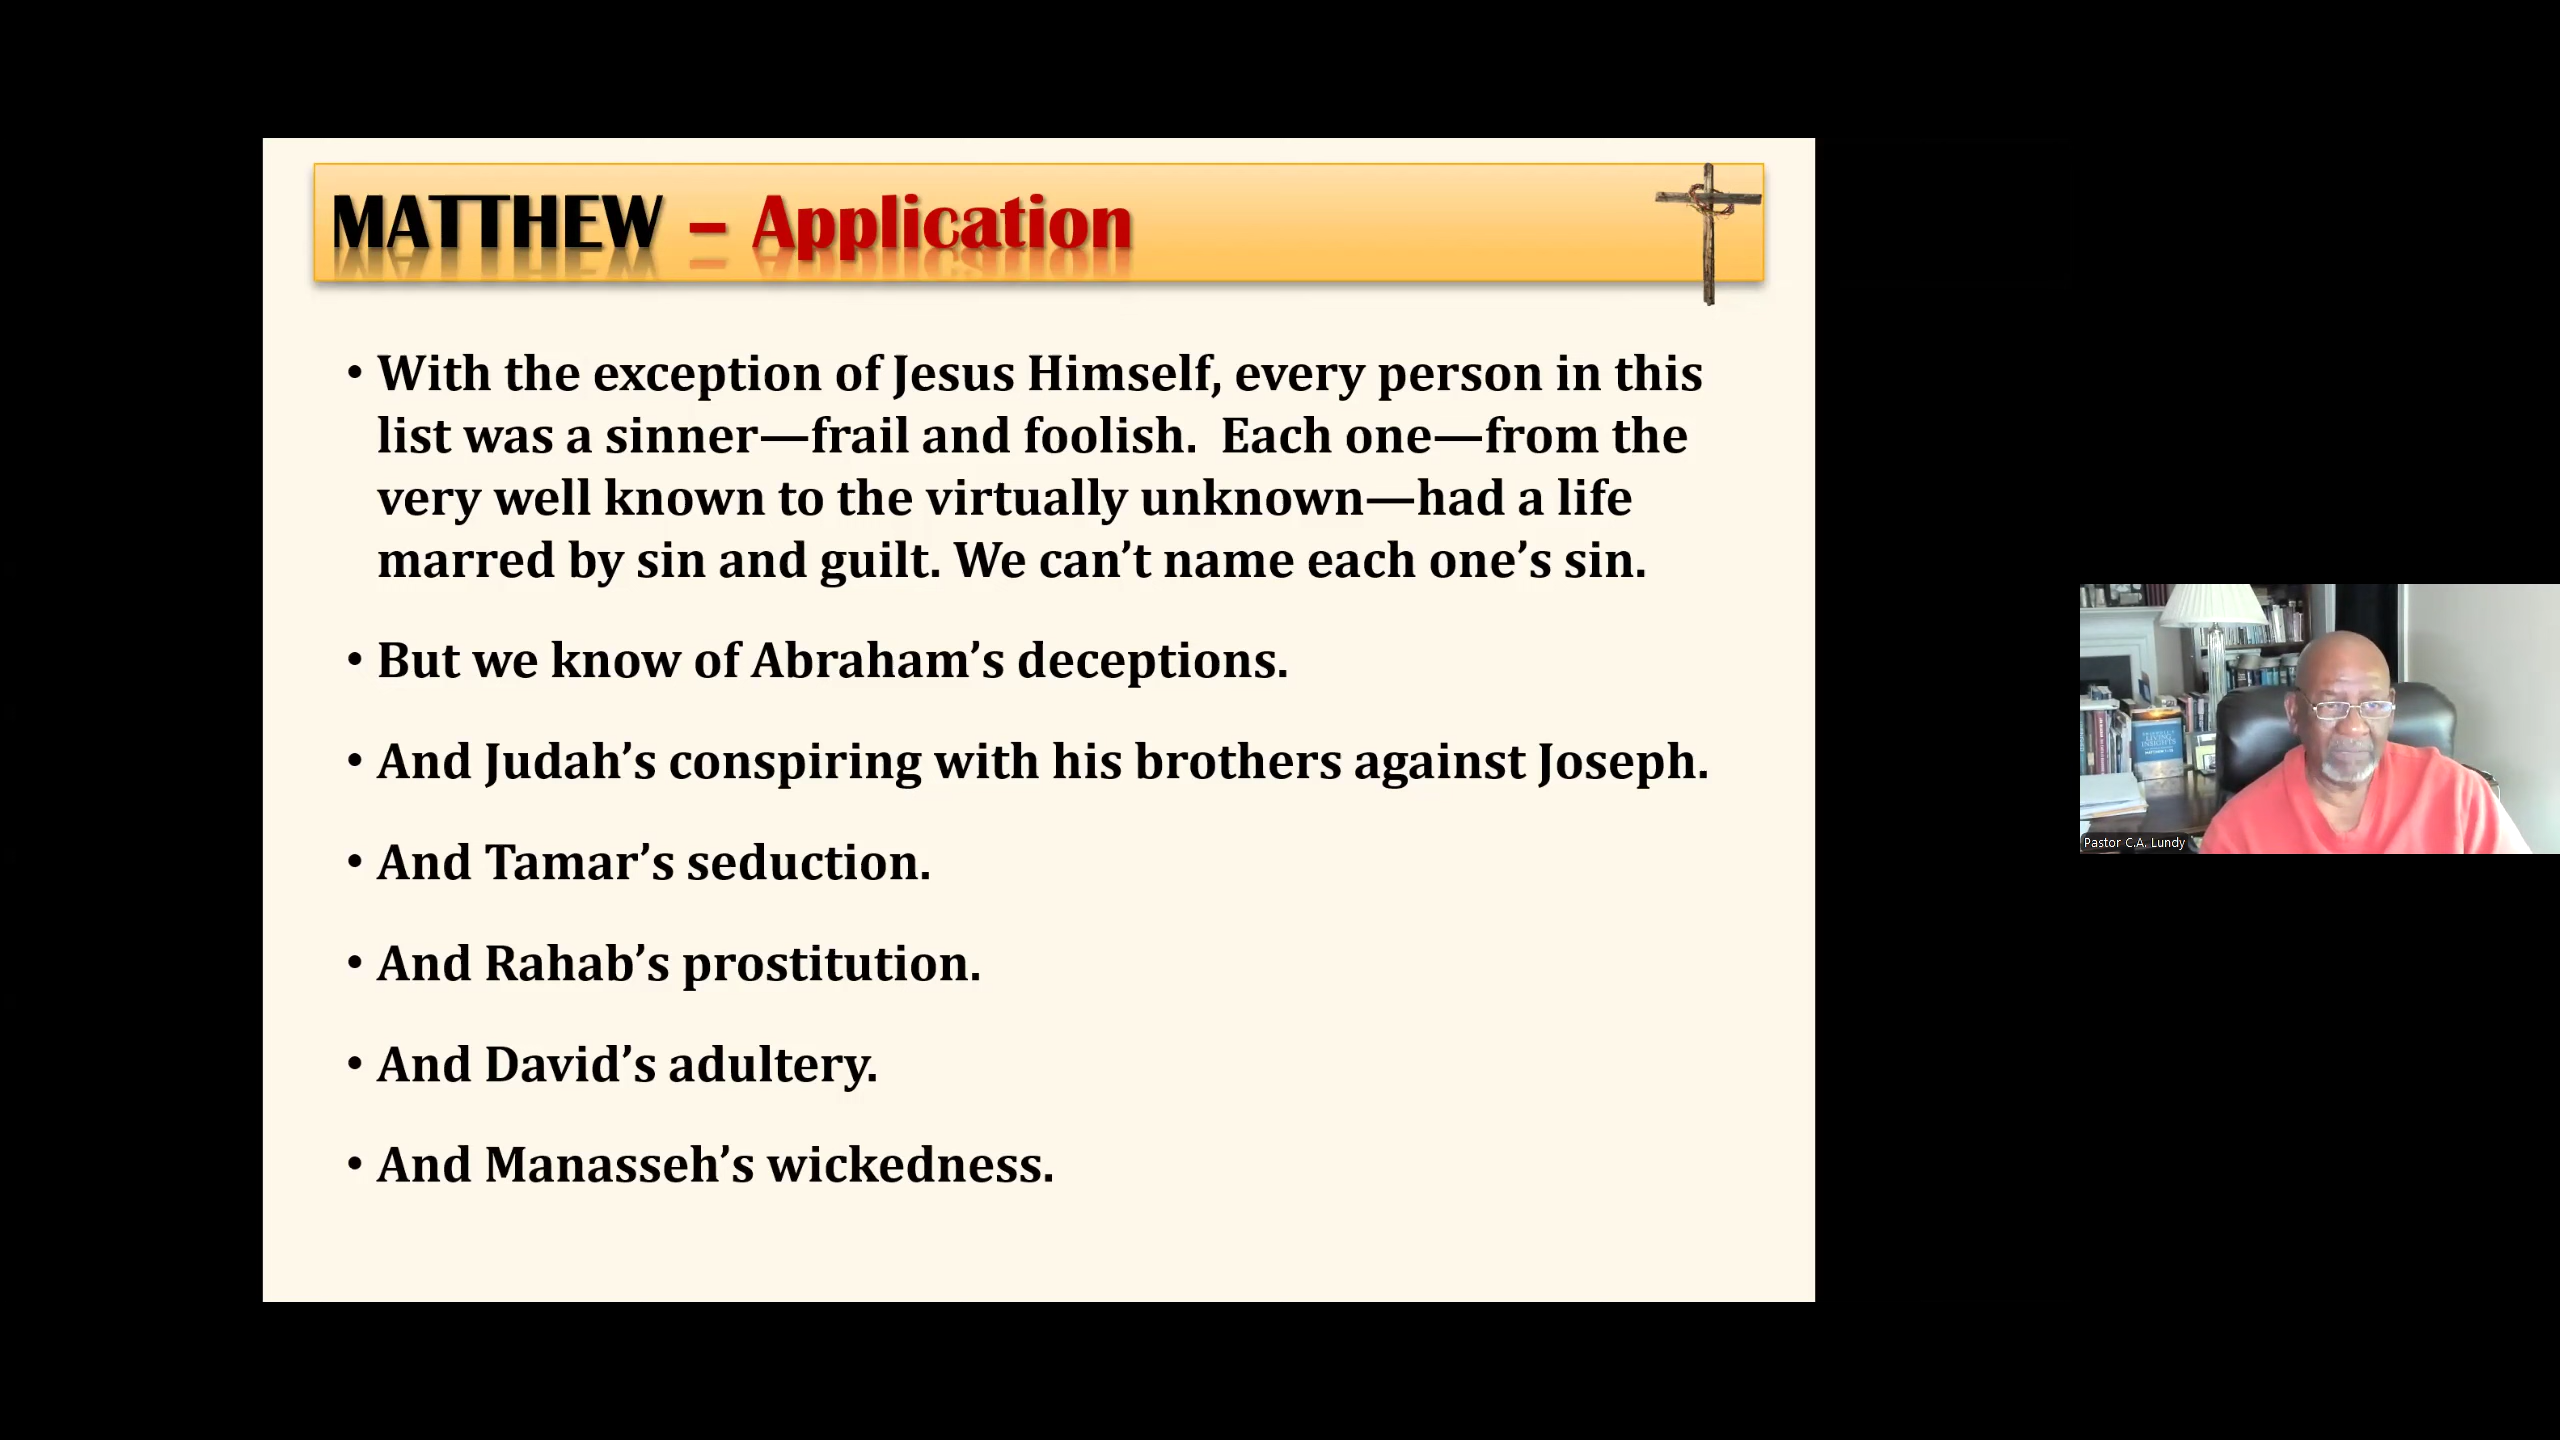 MATTHEW – Application
• With the exception of Jesus Himself, every person in this
list was a sinner—frail and foolish.  Each one—from the
very well known to the virtually unknown—had a life
marred by sin and guilt. We can’t name each one’s sin.
• But we know of Abraham’s deceptions.
• And Judah’s conspiring with his brothers against Joseph.
• And Tamar’s seduction.
• And Rahab’s prostitution.
• And David’s adultery.
• And Manasseh’s wickedness.
LIVING
INSIGHTS
Pastor C.A. Lundy